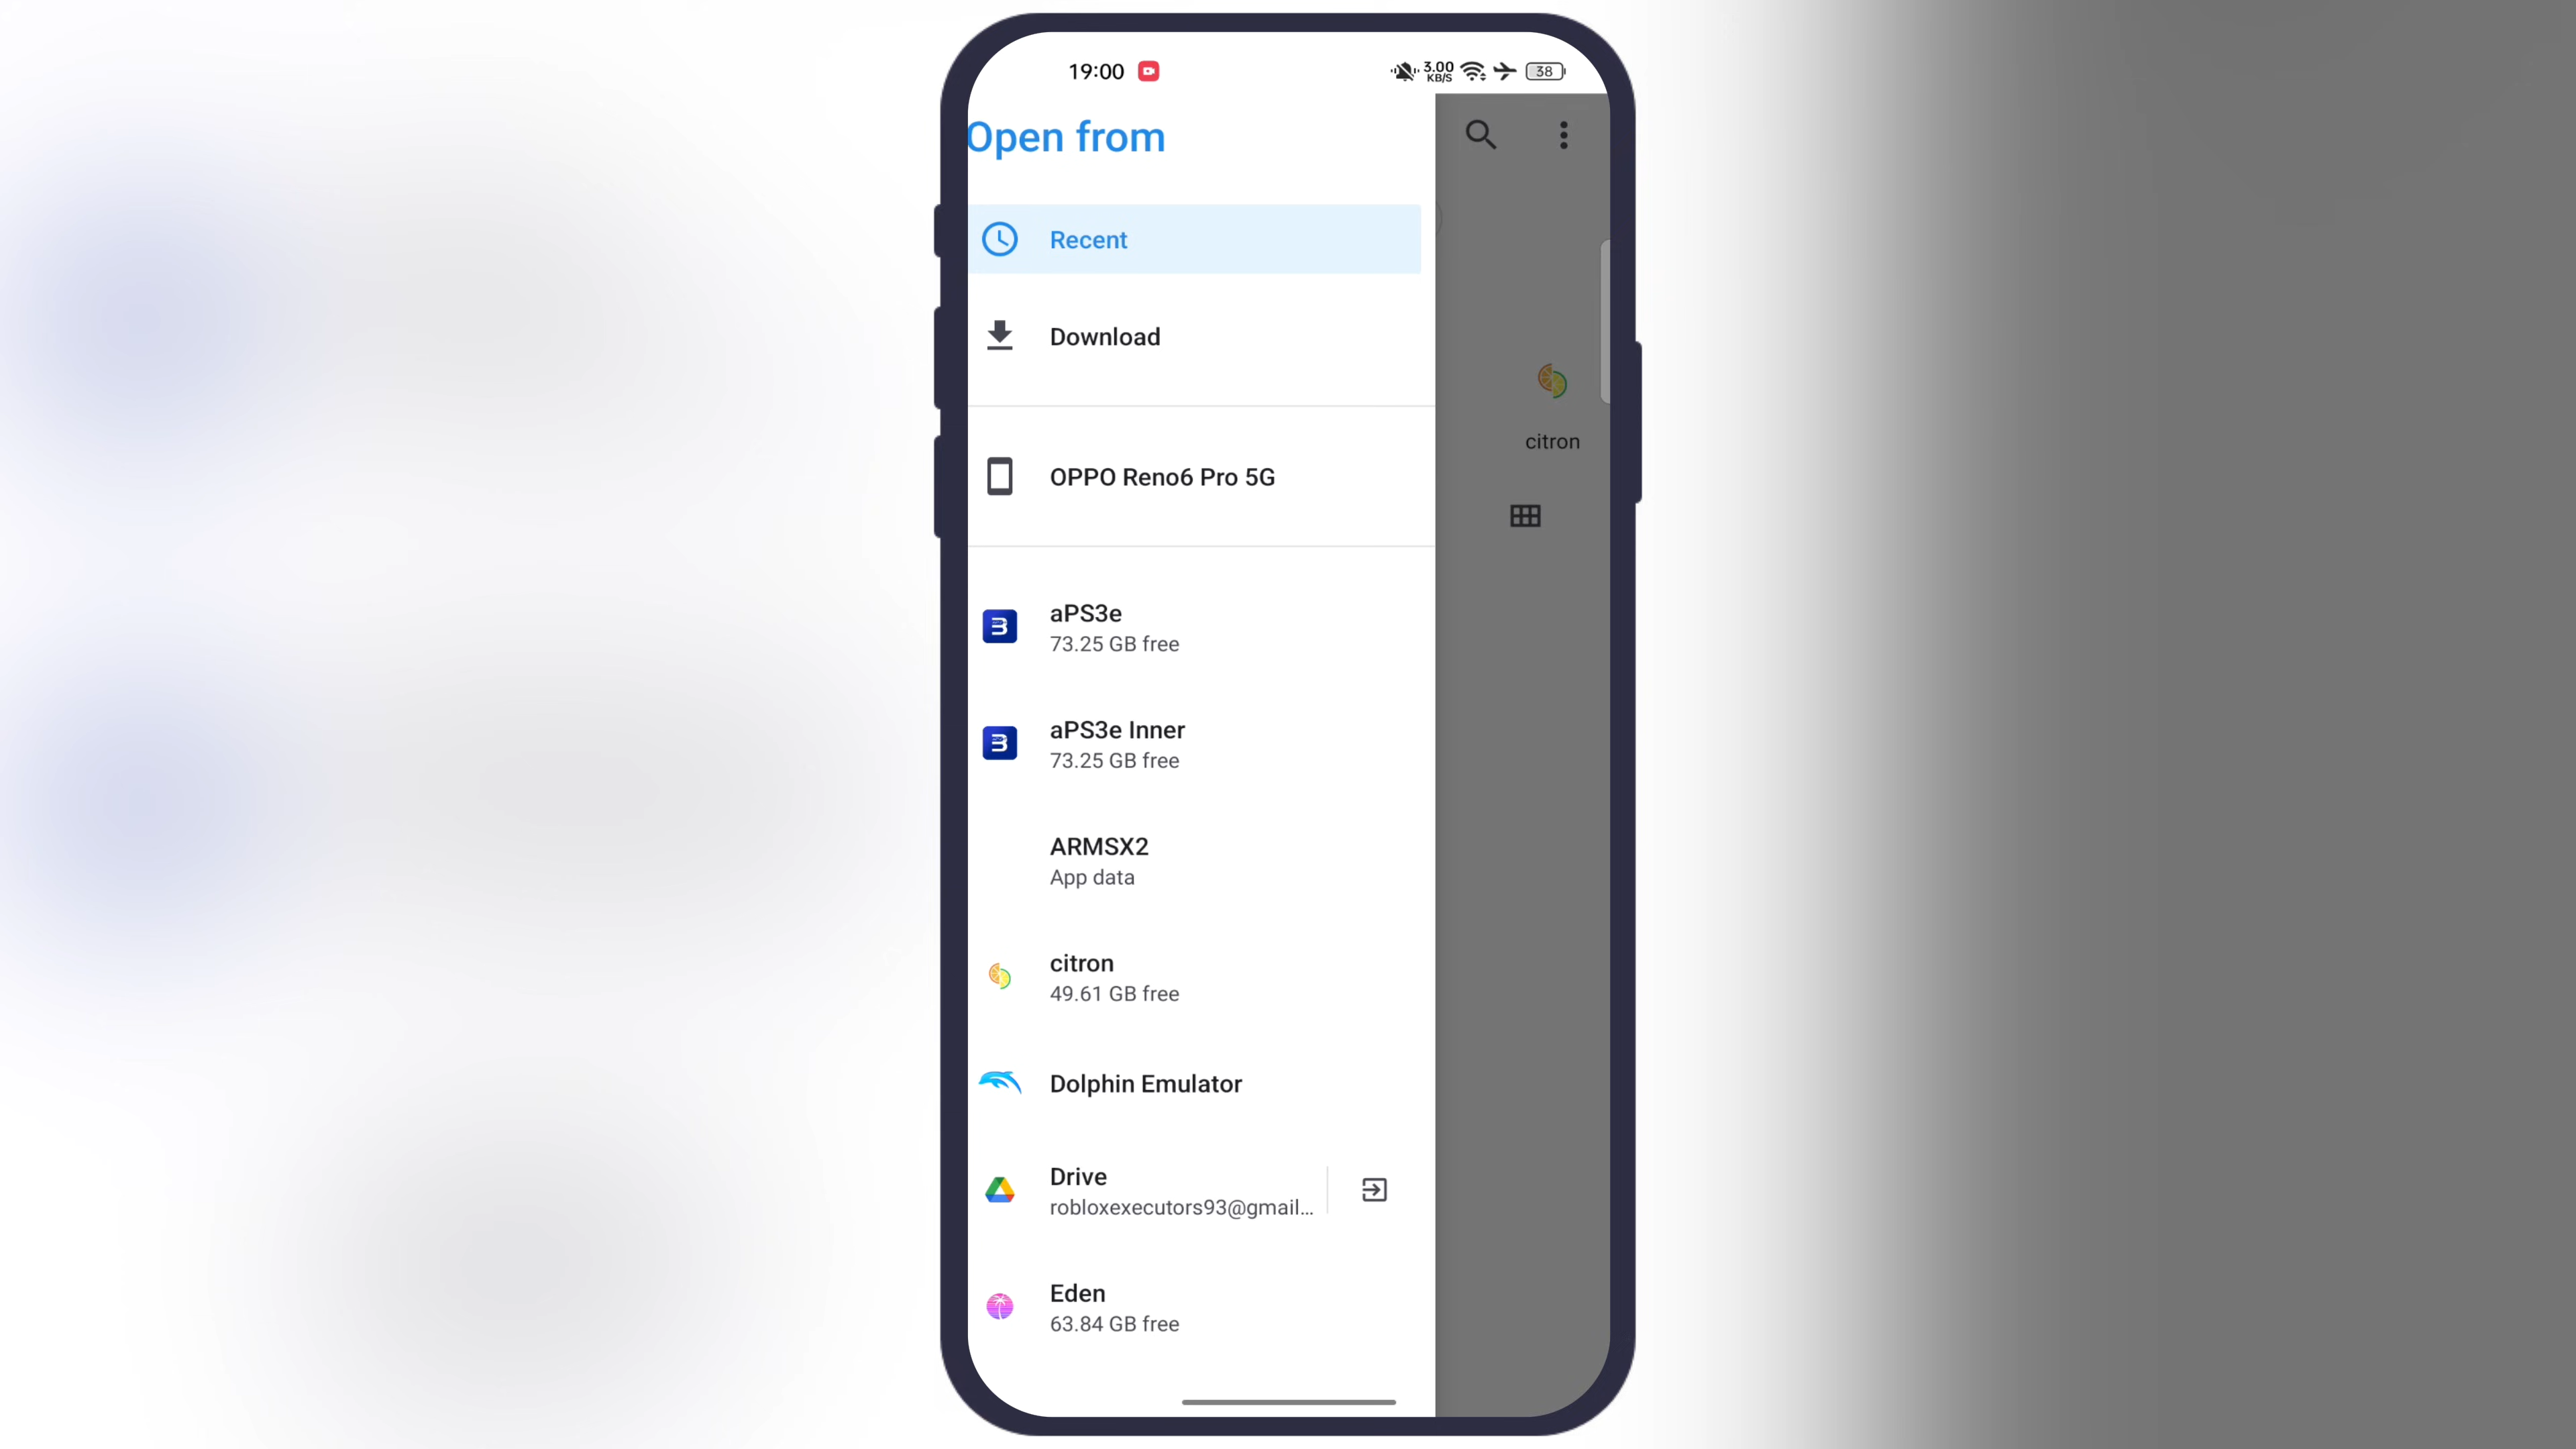 19:00
3.00
KB/S
38
Open from
Recent
Download
OPPO Reno6 Pro 5G
aPS3e
73.25 GB free
aPS3e Inner
73.25 GB free
ARMSX2
App data
citron
49.61 GB free
Dolphin Emulator
Drive
robloxexecutors93@gmail...
Eden
63.84 GB free
citron